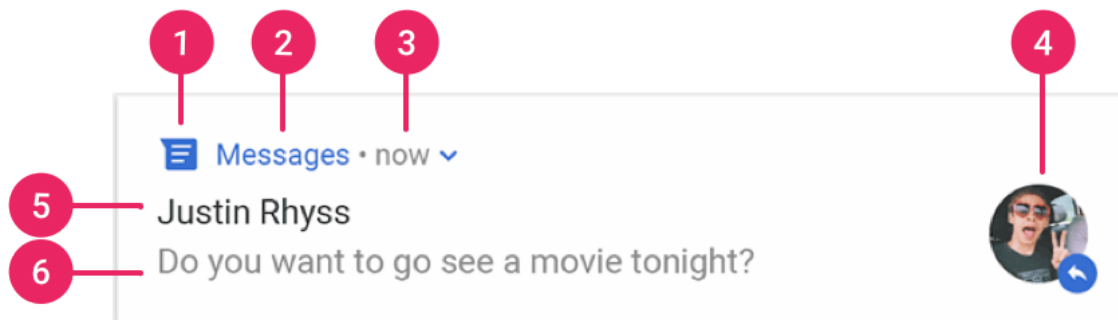 1 2 3 4
Messages • now
5 Justin Rhyss
6 Do you want to go see a movie tonight?